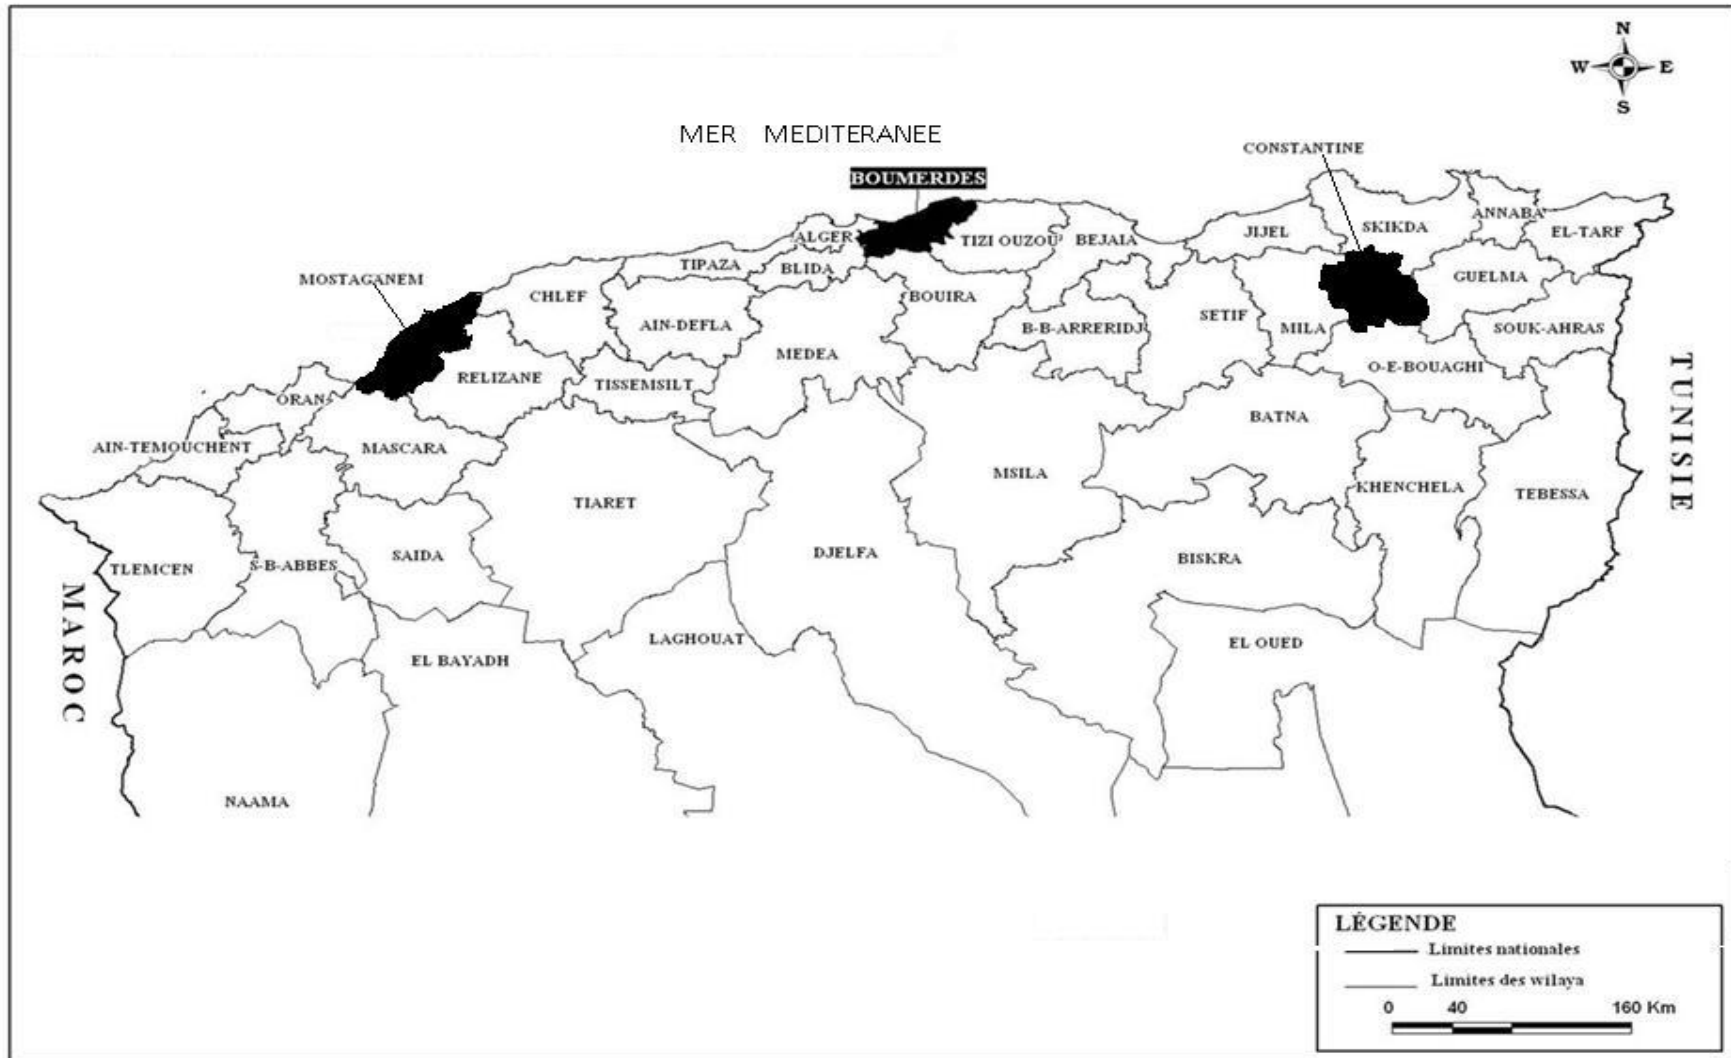 N
W E
S
MER MEDITERANEE
CONSTANTINE
BOUMERDES
ANNABA
SKIKDA
EL-TARF
JIJEL
ALGER
TIZI OUZOU
BEJAIA
TIPAZA
BLIDA
GUELMA
MOSTAGANEM
CHLEF
BOUIRA
SETIF
AIN-DEFLA
B-B-ARRERIDJ
MILA
SOUK-AHRAS
MEDEA
O-E-BOUAGHI
RELIZANE
TISSEMSILT
ORAN
BATNA
AIN-TEMOUCHENT
MASCARA
MSILA
KHENCHELA
TEBESSA
TIARET
TUNISIE
SAIDA
DJELFA
BISKRA
S-B-ABBES
TLEMCEN
MAROC
LAGHOUAT
EL OUED
EL BAYADH
NAAMA
LÉGENDE
Limites nationales
Limites des wilaya
0 40 160 Km